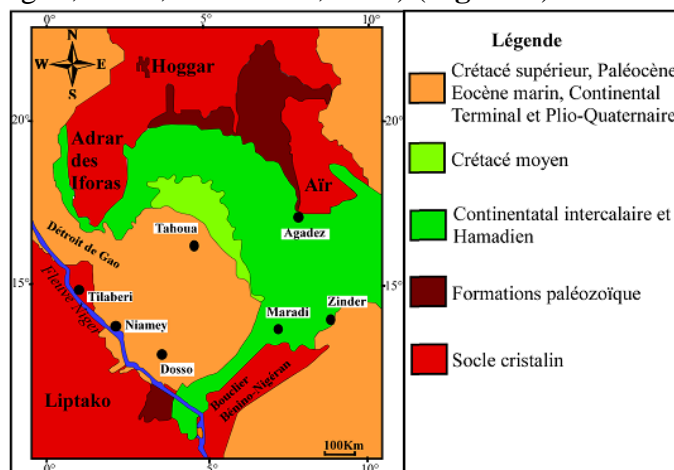 0°
5°
10°
N
W E
S
Hoggar
20°
20°
Adrar
des
Iforas
Aïr
Agadez
Tahoua
Détroit de Gao
Fleuve Niger
15°
15°
Tilaberi
Niamey
Maradi
Zinder
Dosso
Liptako
Bouclier
Bénino-Nigéran
100Km
0°
5°
10°
Légende
Crétacé supérieur, Paléocène
Eocène marin, Continental
Terminal et Plio-Quaternaire
Crétacé moyen
Continentatal intercalaire et
Hamadien
Formations paléozoïque
Socle cristalin